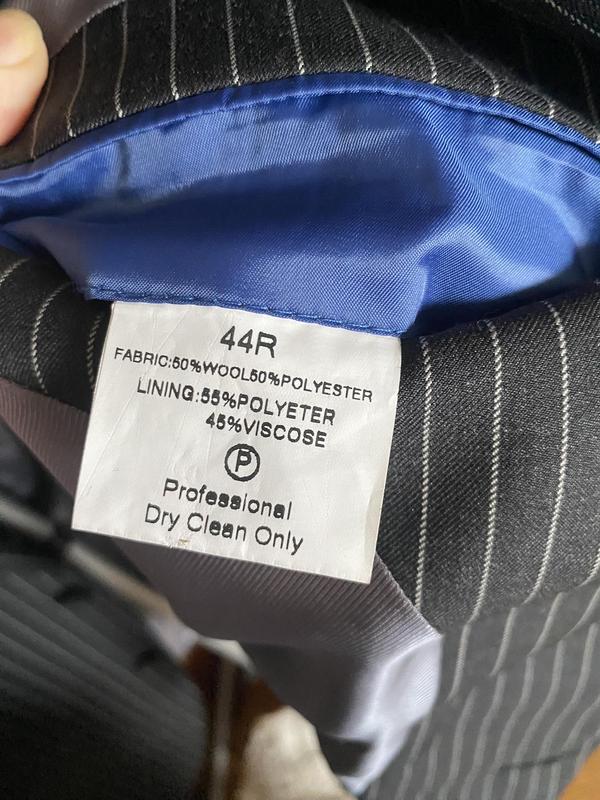 44R
FABRIC:50%WOOL50%POLYESTER
LINING:55%POLYETER
45%VISCOSE
P
Professional
Dry Clean Only